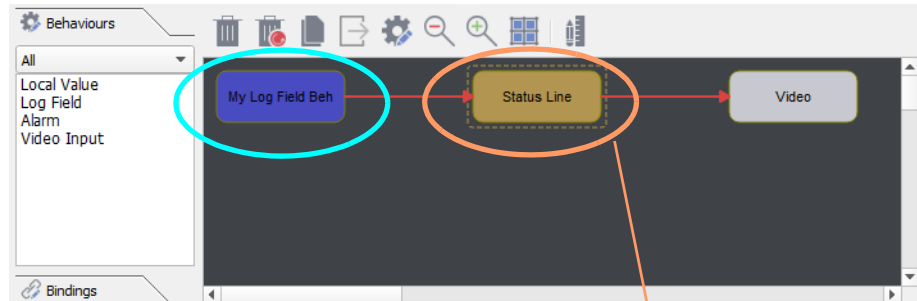 Behaviours
All
Local Value
Log Field
Alarm
Video Input
My Log Field Beh
Status Line
Video
Bindings